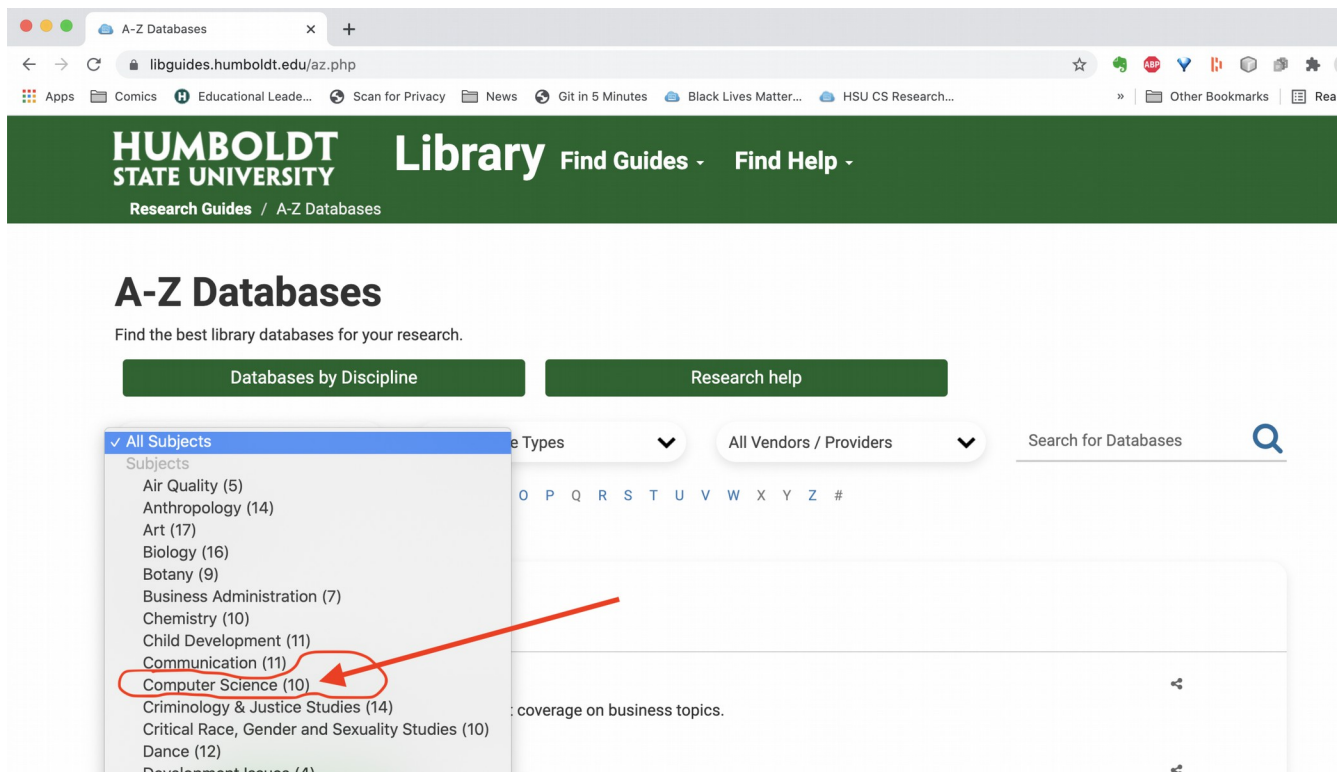 A-Z Databases
libguides.humboldt.edu/az.php
ABP
Apps Comics Educational Leade... Scan for Privacy News Git in 5 Minutes Black Lives Matter... HSU CS Research... » Other Bookmarks Rea
HUMBOLDT
STATE UNIVERSITY
Library Find Guides Find Help
Research Guides / A-Z Databases
A-Z Databases
Find the best library databases for your research.
Databases by Discipline Research help
✓ All Subjects e Types All Vendors / Providers Search for Databases
Subjects
Air Quality (5)
O P Q R S T U V W X Y Z #
Anthropology (14)
Art (17)
Biology (16)
Botany (9)
Business Administration (7)
Chemistry (10)
Child Development (11)
Communication (11)
Computer Science (10)
Criminology & Justice Studies (14)
coverage on business topics.
Critical Race, Gender and Sexuality Studies (10)
Dance (12)